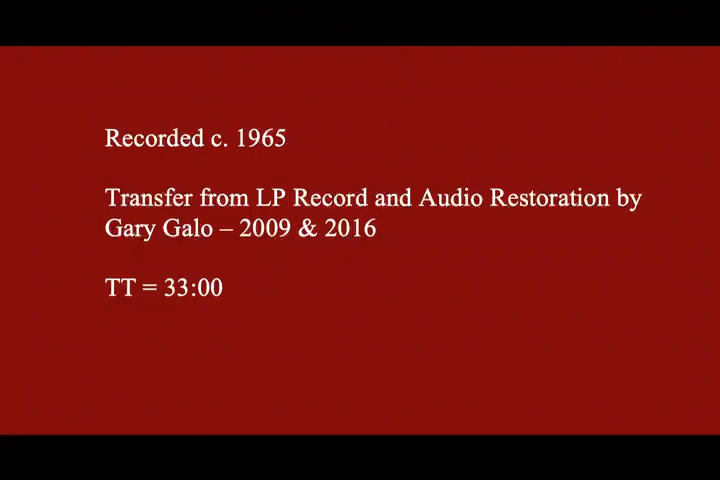 Recorded c. 1965
Transfer from LP Record and Audio Restoration by
Gary Galo – 2009 & 2016
TT = 33:00